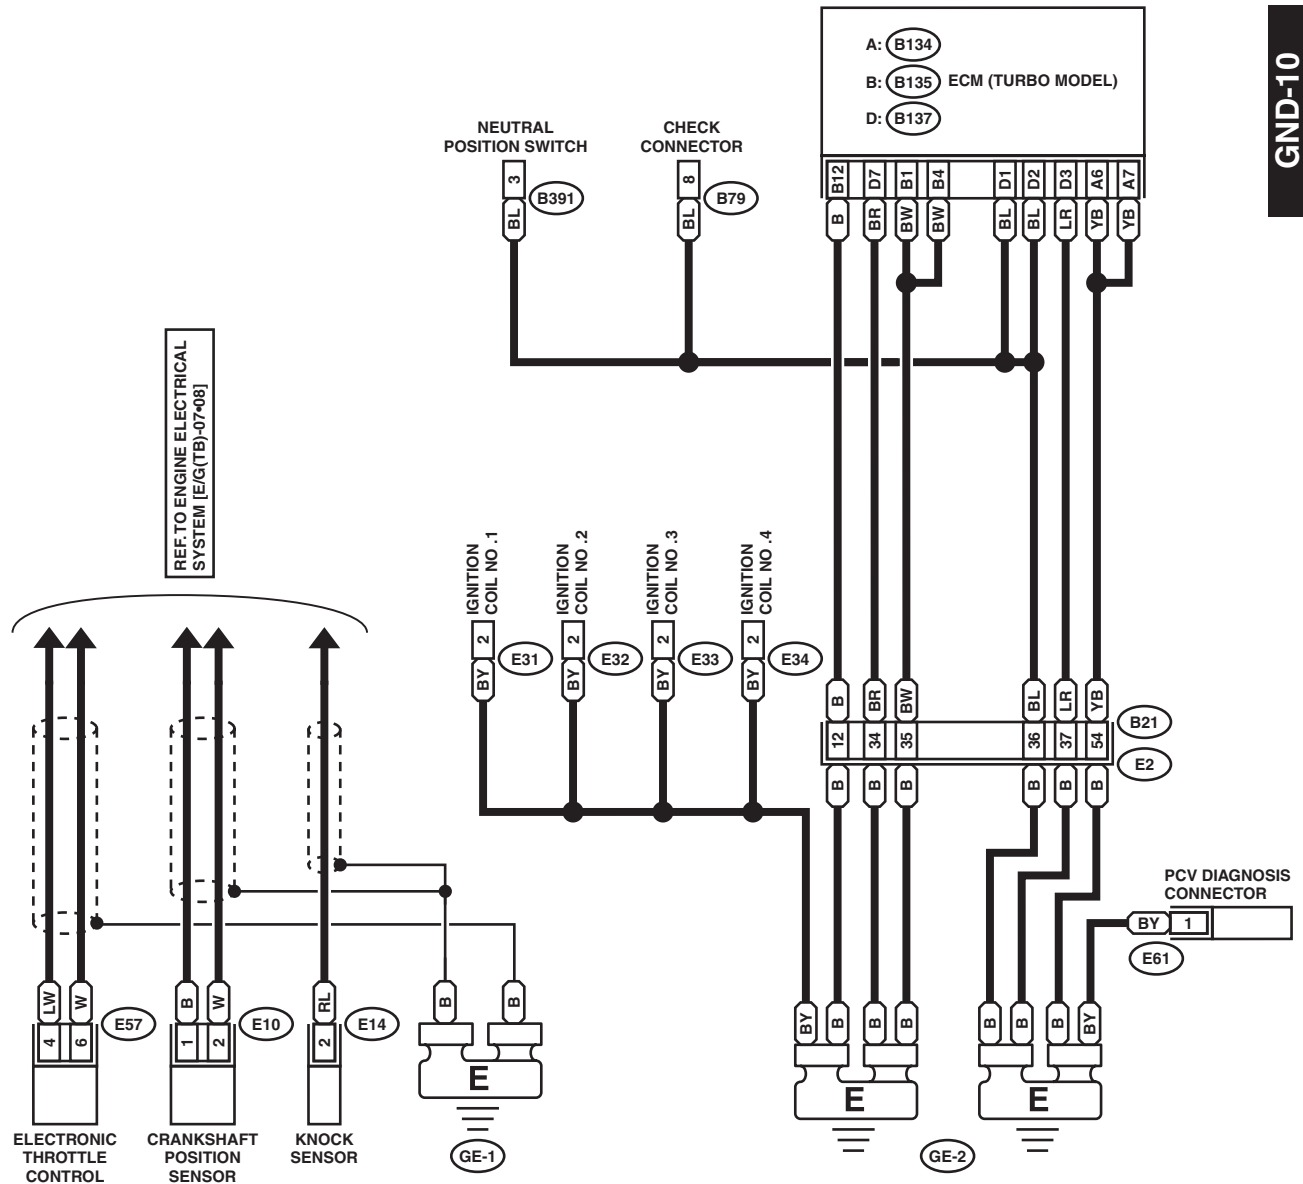 GND-10
A: B134
B: B135 ECM (TURBO MODEL)
D: B137
NEUTRAL
POSITION SWITCH
CHECK
CONNECTOR
3
B391
8
B79
B12 D7 B1 B4 D1 D2 D3 A6 A7
BL
BL
B BR BW BW BL BL LR YB YB
REF. TO ENGINE ELECTRICAL
SYSTEM [E/G(TB)-07•08]
IGNITION
COIL NO .1
IGNITION
COIL NO .2
IGNITION
COIL NO .3
IGNITION
COIL NO .4
2 E31 2 E32 2 E33 2 E34
BY BY BY BY
B BR BW BL LR YB
B21
12 34 35 36 37 54
E2
B B B B B B
PCV DIAGNOSIS
CONNECTOR
BY 1
E61
LW W B W RL B B
BY B B B B B B BY
4 6 E57 1 2 E10 2 E14
E
E
E
ELECTRONIC
THROTTLE
CONTROL
CRANKSHAFT
POSITION
SENSOR
KNOCK
SENSOR
GE-1
GE-2